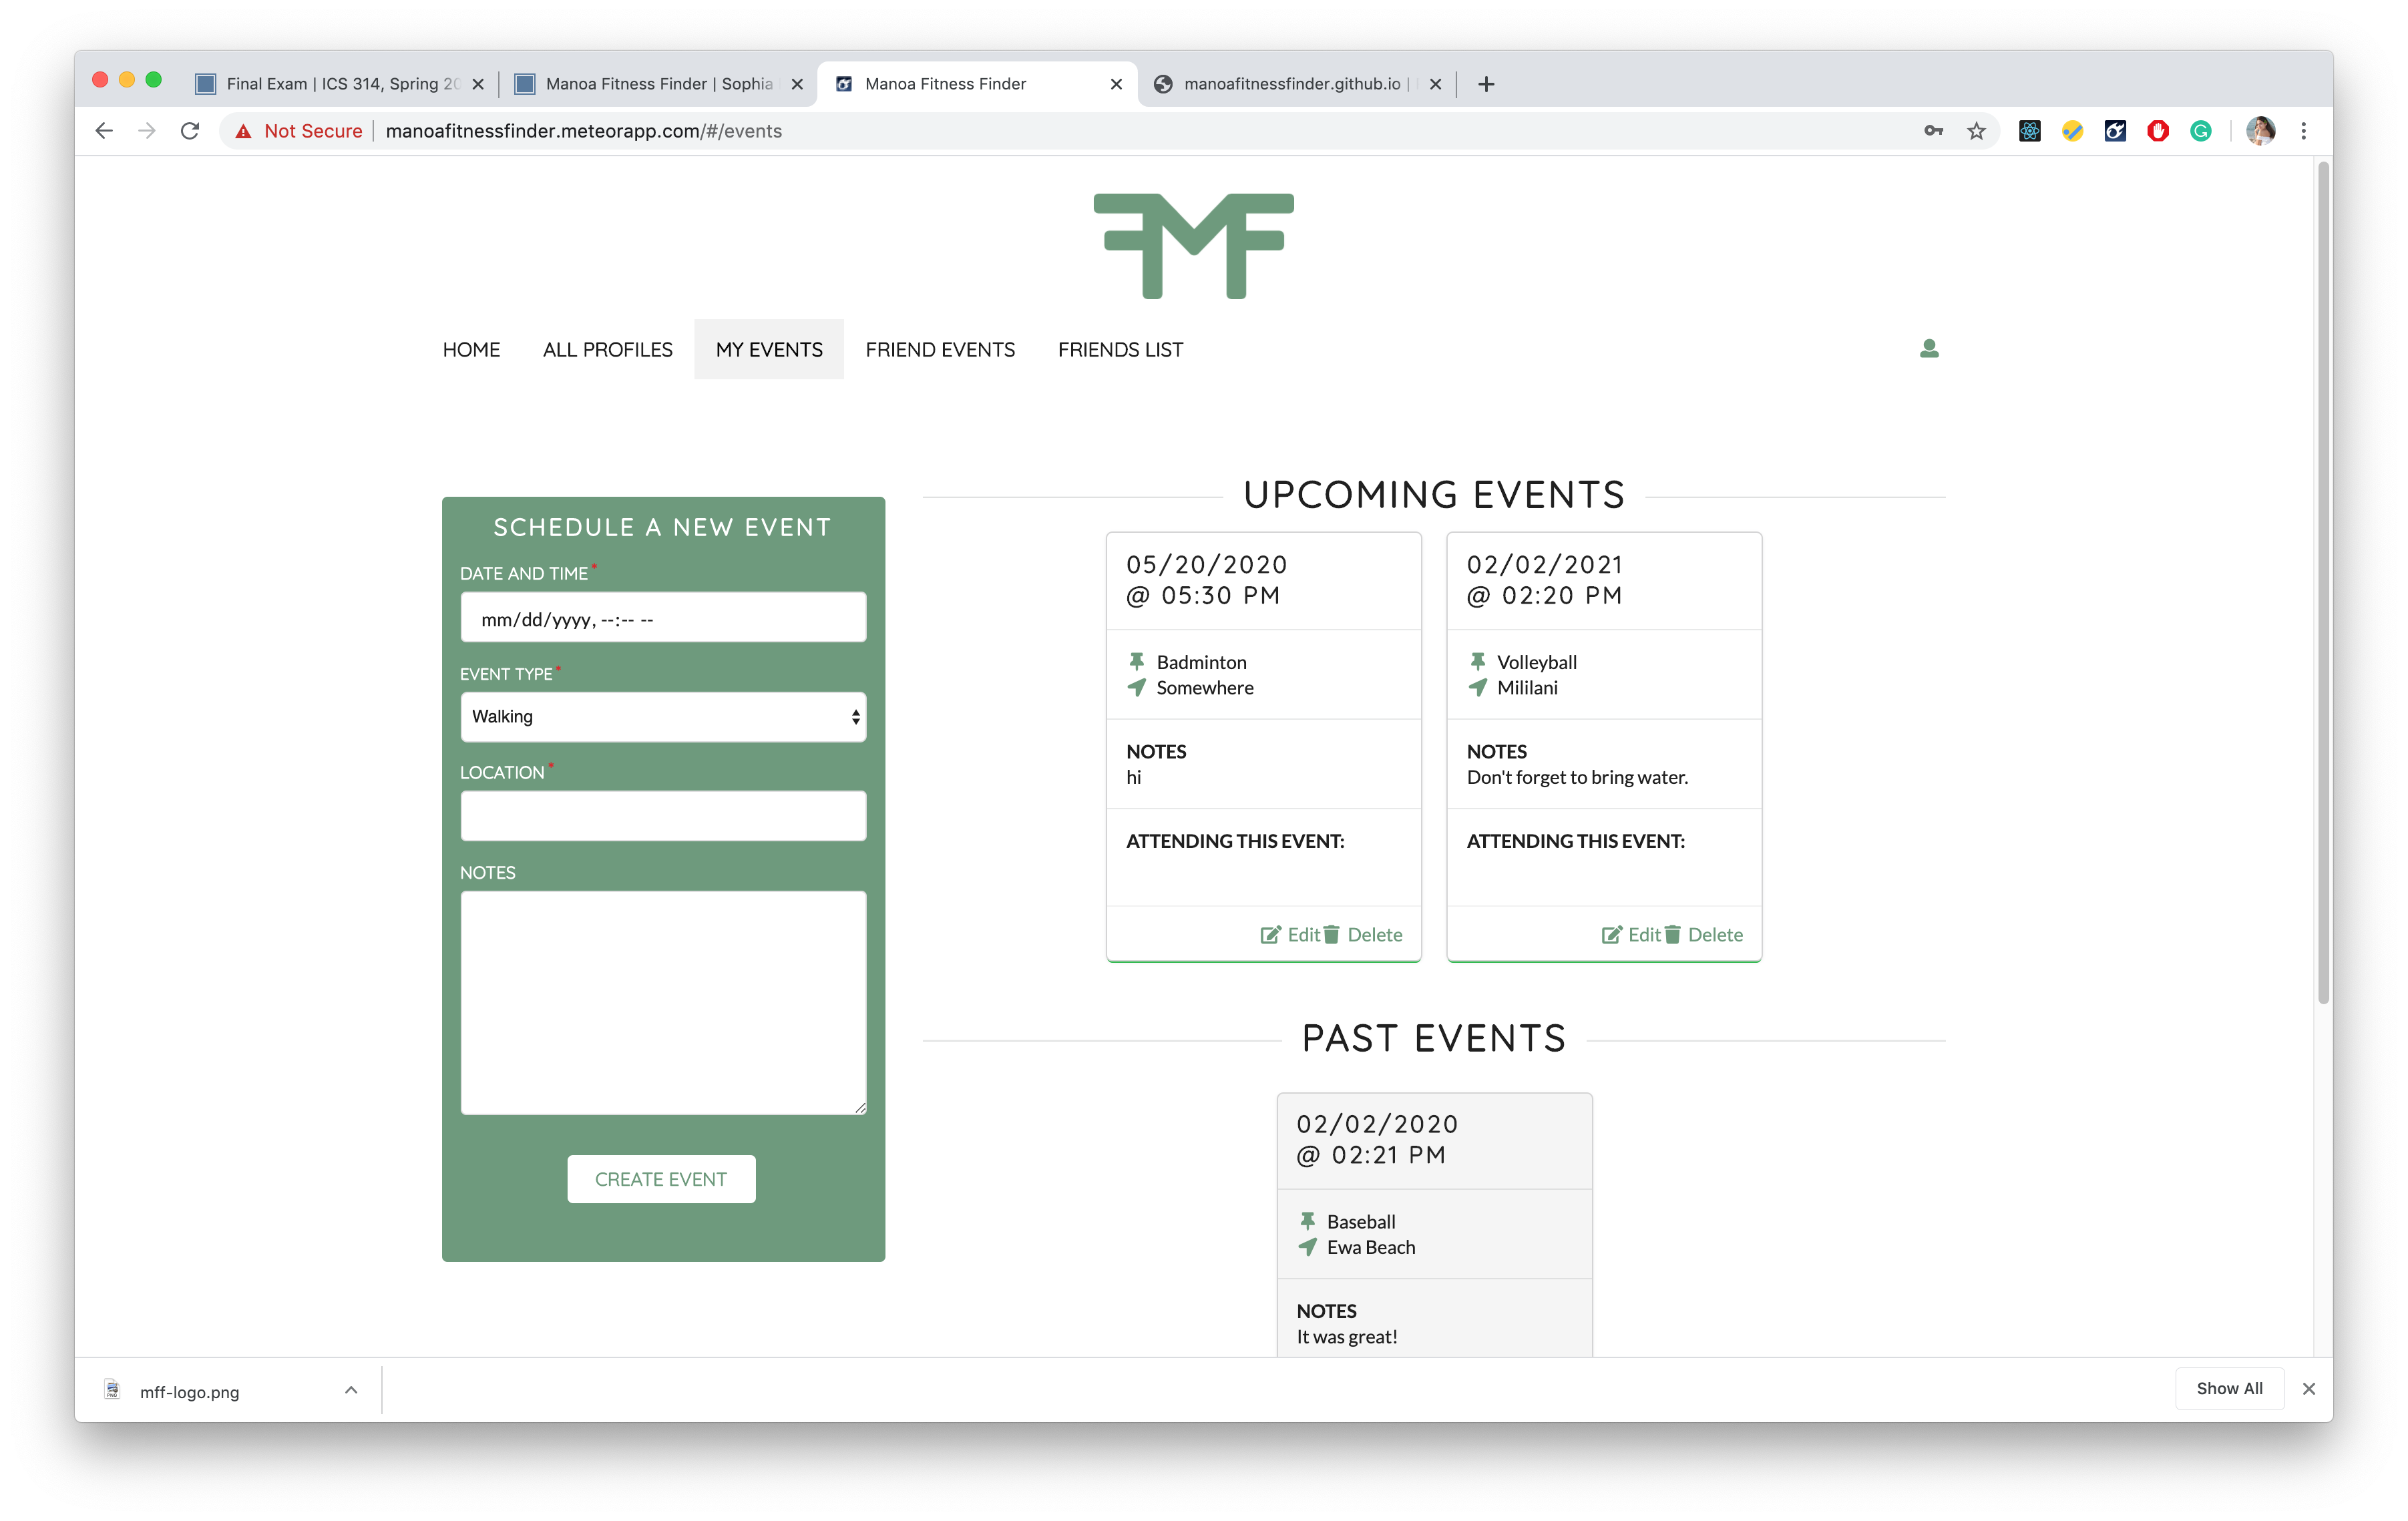 Final Exam | ICS 314, Spring 20
Manoa Fitness Finder | Sophia
Manoa Fitness Finder
manoafitnessfinder.github.io |
Not Secure
manoafitnessfinder.meteorapp.com/#/events
FMF
HOME
ALL PROFILES
MY EVENTS
FRIEND EVENTS
FRIENDS LIST
SCHEDULE A NEW EVENT
DATE AND TIME*
mm/dd/yyyy, --:-- --
EVENT TYPE*
Walking
LOCATION*
NOTES
CREATE EVENT
UPCOMING EVENTS
05/20/2020
@ 05:30 PM
Badminton
Somewhere
NOTES
hi
ATTENDING THIS EVENT:
Edit Delete
02/02/2021
@ 02:20 PM
Volleyball
Mililani
NOTES
Don't forget to bring water.
ATTENDING THIS EVENT:
Edit Delete
PAST EVENTS
02/02/2020
@ 02:21 PM
Baseball
Ewa Beach
NOTES
It was great!
mff-logo.png
Show All